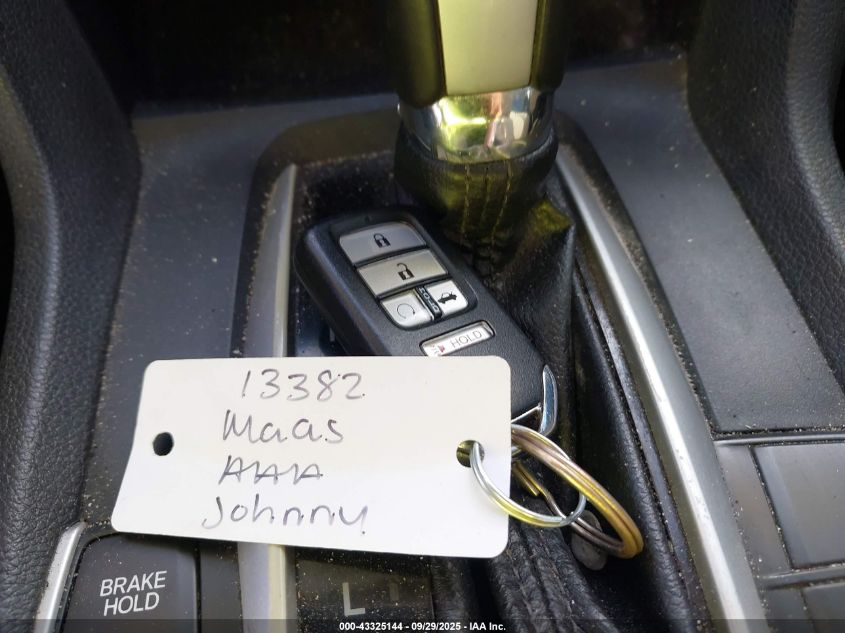 HOLD
13382
Maas
AAA
Johnny
BRAKE
HOLD
L
000-43325144 - 09/29/2025 - IAA Inc.